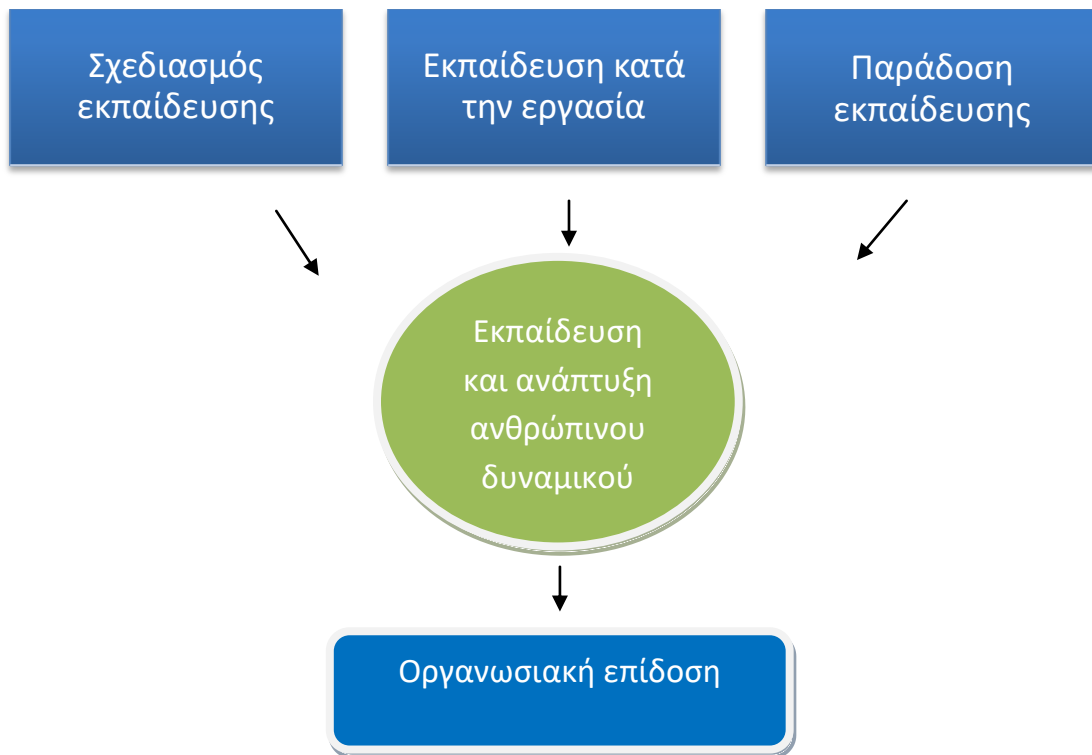 Σχεδιασμός
εκπαίδευσης
Εκπαίδευση κατά
την εργασία
Παράδοση
εκπαίδευσης
Εκπαίδευση
και ανάπτυξη
ανθρώπινου
δυναμικού
Οργανωσιακή επίδοση